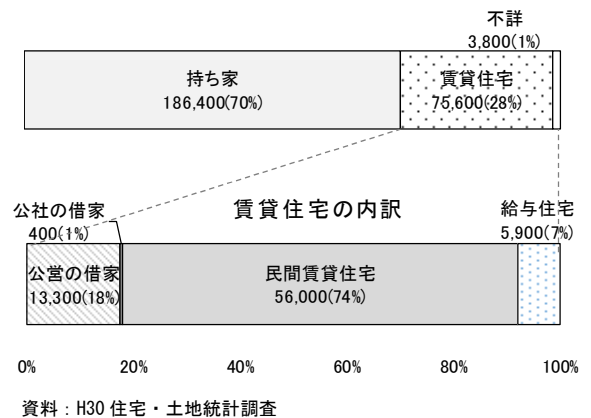 不詳
3,800(1%)
持ち家
186,400(70%)
賃貸住宅
75,600(28%)
賃貸住宅の内訳
公社の借家
400(1%)
給与住宅
5,900(7%)
公営の借家
13,300(18%)
民間賃貸住宅
56,000(74%)
0% 20% 40% 60% 80% 100%
資料：H30 住宅・土地統計調査